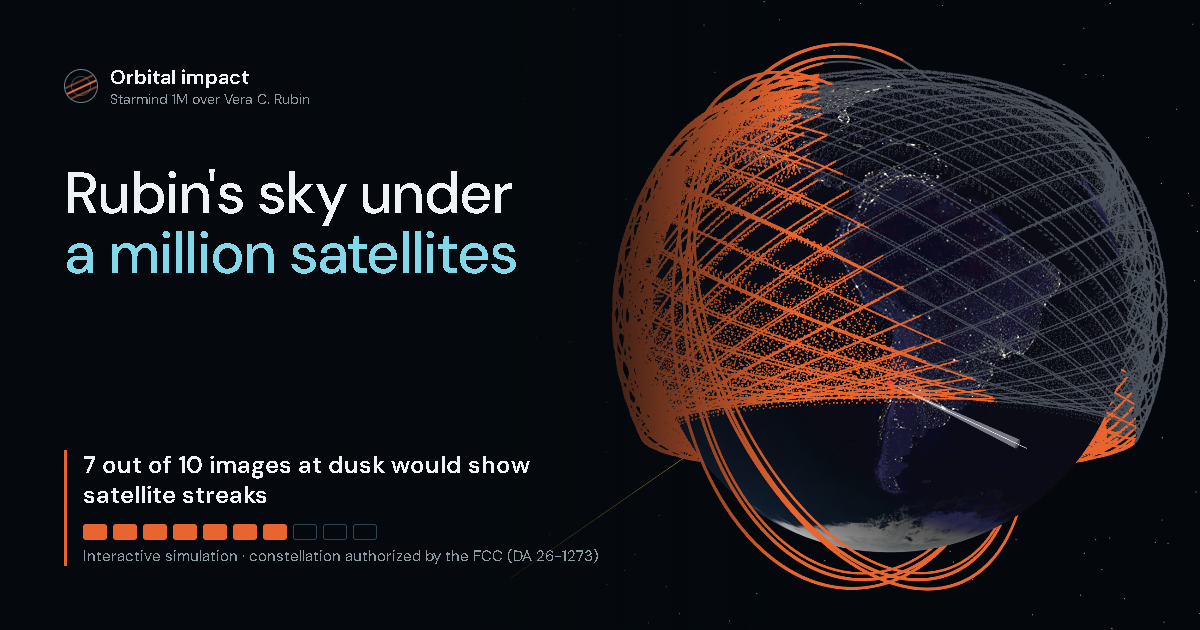 Orbital impact
Starmind 1M over Vera C. Rubin
Rubin's sky under
a million satellites
7 out of 10 images at dusk would show
satellite streaks
Interactive simulation · constellation authorized by the FCC (DA 26-1273)